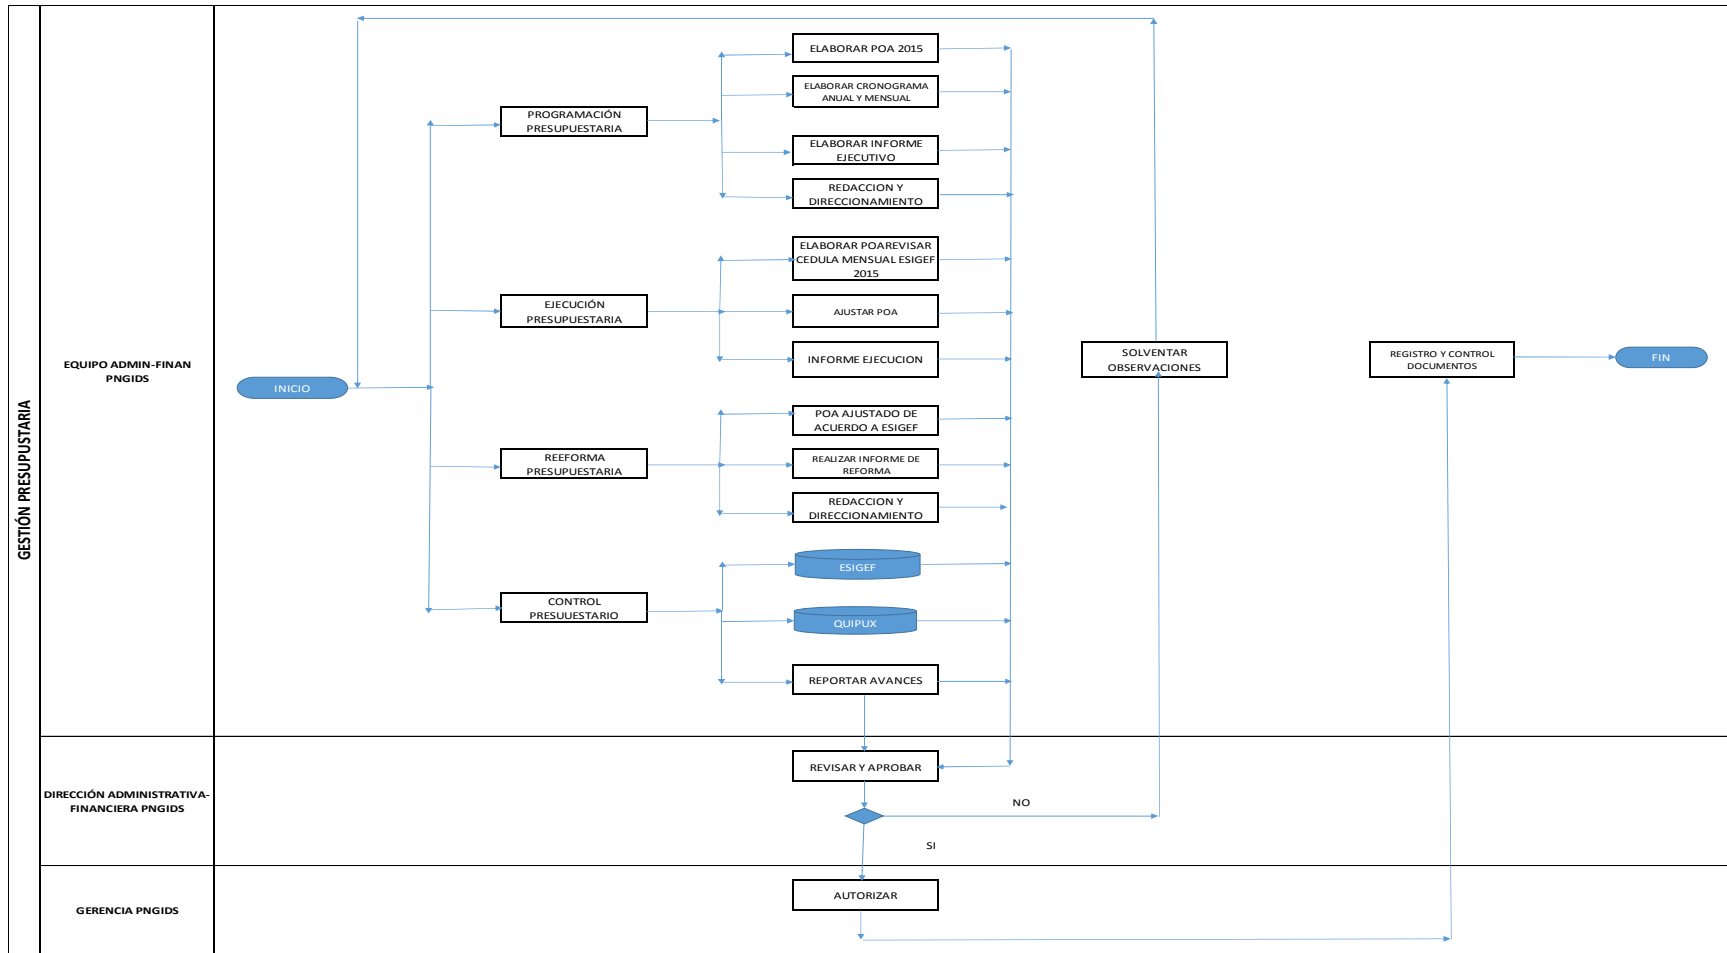 GESTIÓN PRESUPUSTARIA
EQUIPO ADMIN-FINAN
PNGIDS
INICIO
PROGRAMACIÓN
PRESUPUESTARIA
ELABORAR POA 2015
ELABORAR CRONOGRAMA
ANUAL Y MENSUAL
ELABORAR INFORME
EJECUTIVO
REDACCION Y
DIRECCIONAMIENTO
EJECUCIÓN
PRESUPUESTARIA
ELABORAR POAREVISAR
CEDULA MENSUAL ESIGEF
2015
AJUSTAR POA
INFORME EJECUCION
REEFORMA
PRESUPUESTARIA
POA AJUSTADO DE
ACUERDO A ESIGEF
REALIZAR INFORME DE
REFORMA
REDACCION Y
DIRECCIONAMIENTO
CONTROL
PRESUUESTARIO
ESIGEF
QUIPUX
REPORTAR AVANCES
SOLVENTAR
OBSERVACIONES
REGISTRO Y CONTROL
DOCUMENTOS
FIN
DIRECCIÓN ADMINISTRATIVA-
FINANCIERA PNGIDS
REVISAR Y APROBAR
NO
SI
GERENCIA PNGIDS
AUTORIZAR